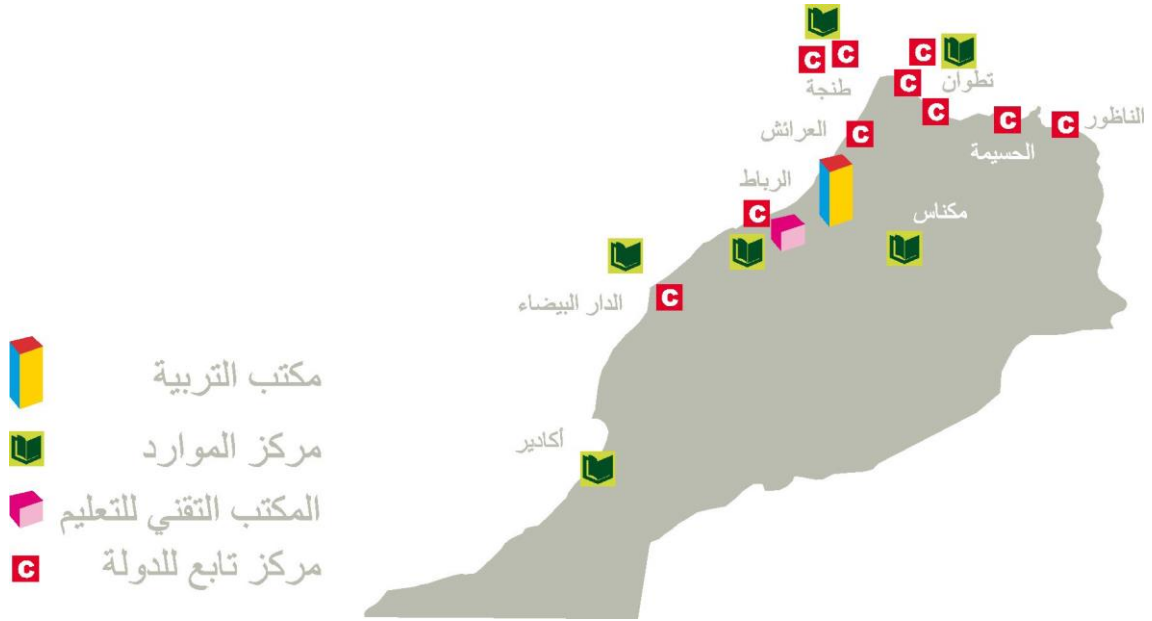 تطوان
طنجة
الناظور
العرائش
الحسيمة
الرباط
مكناس
الدار البيضاء
أكادير
مكتب التربية
مركز الموارد
المكتب التقني للتعليم
مركز تابع للدولة
C
C
C
C
C
C
C
C
C
C
C